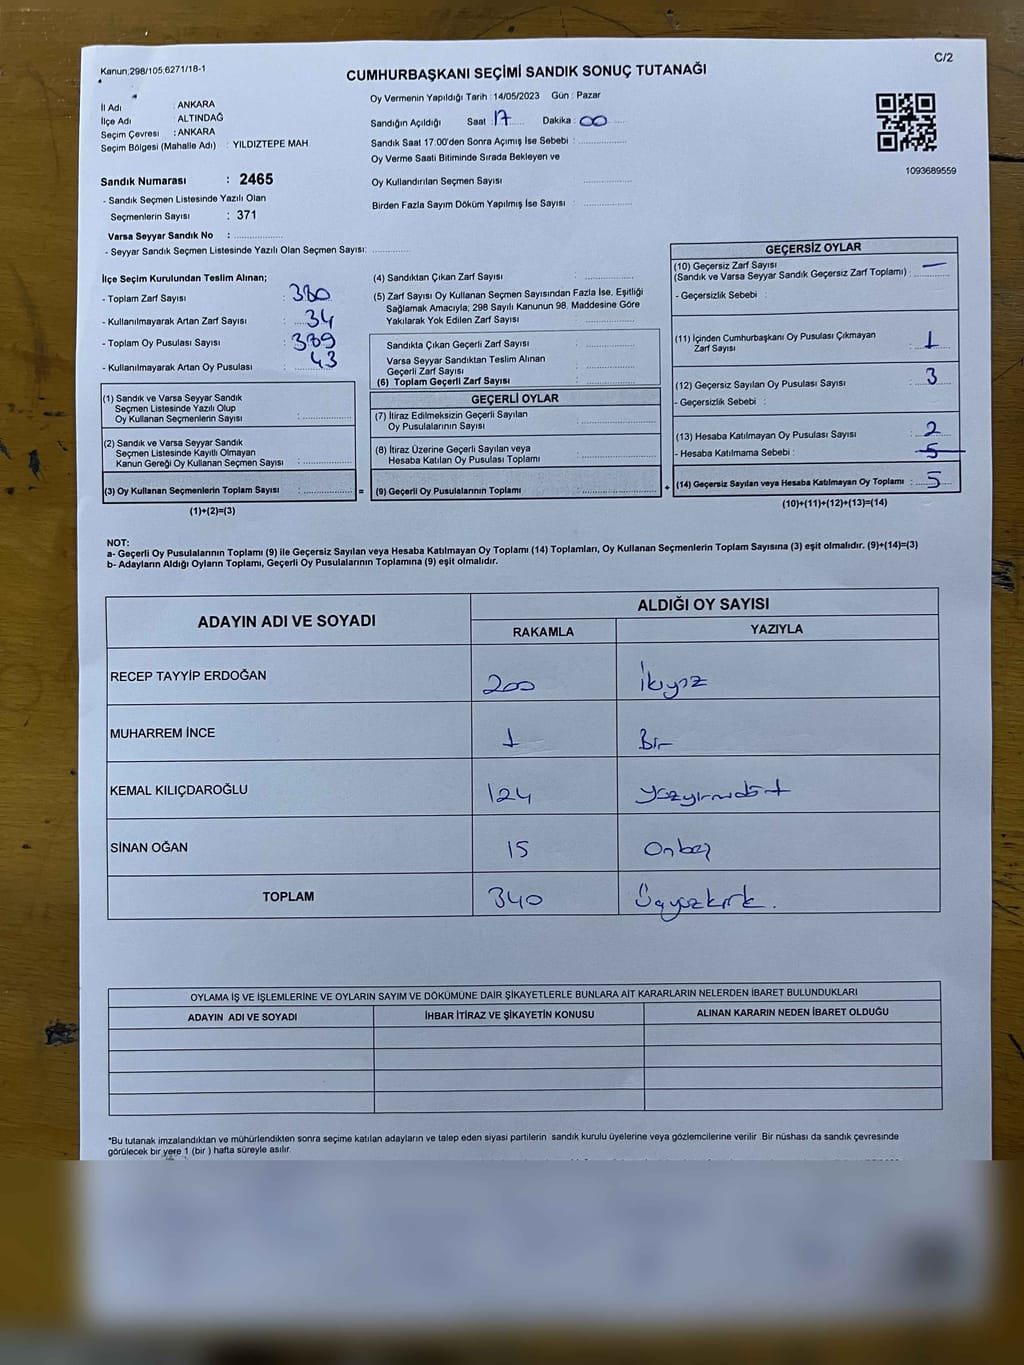 Kanun;298/105,6271/18-1
C/2
CUMHURBAŞKANI SEÇİMİ SANDIK SONUÇ TUTANAĞI
İl Adı : ANKARA
İlçe Adı : ALTINDAĞ
Seçim Çevresi : ANKARA
Seçim Bölgesi (Mahalle Adı) : YILDIZTEPE MAH
Oy Vermenin Yapıldığı Tarih : 14/05/2023 Gün : Pazar
Sandığın Açıldığı Saat : 17 Dakika : 00
Sandık Saat 17:00'den Sonra Açımış İse Sebebi :
Oy Verme Saati Bitiminde Sırada Bekleyen ve
Oy Kullandırılan Seçmen Sayısı
Birden Fazla Sayım Döküm Yapılmış İse Sayısı :
1093689559
Sandık Numarası : 2465
- Sandık Seçmen Listesinde Yazılı Olan
Seçmenlerin Sayısı : 371
Varsa Seyyar Sandık No :
- Seyyar Sandık Seçmen Listesinde Yazılı Olan Seçmen Sayısı:
İlçe Seçim Kurulundan Teslim Alınan;
- Toplam Zarf Sayısı : 380
- Kullanılmayarak Artan Zarf Sayısı : 34
- Toplam Oy Pusulası Sayısı : 389
- Kullanılmayarak Artan Oy Pusulası : 43
(1) Sandık ve Varsa Seyyar Sandık
Seçmen Listesinde Yazılı Olup
Oy Kullanan Seçmenlerin Sayısı :
(2) Sandık ve Varsa Seyyar Sandık
Seçmen Listesinde Kayıtlı Olmayan
Kanun Gereği Oy Kullanan Seçmen Sayısı :
(3) Oy Kullanan Seçmenlerin Toplam Sayısı : =
(1)+(2)=(3)
(4) Sandıktan Çıkan Zarf Sayısı :
(5) Zarf Sayısı Oy Kullanan Seçmen Sayısından Fazla İse, Eşitliği
Sağlamak Amacıyla; 298 Sayılı Kanunun 98. Maddesine Göre
Yakılarak Yok Edilen Zarf Sayısı :
Sandıkta Çıkan Geçerli Zarf Sayısı :
Varsa Seyyar Sandıktan Teslim Alınan
Geçerli Zarf Sayısı :
(6) Toplam Geçerli Zarf Sayısı :
GEÇERLİ OYLAR
(7) İtiraz Edilmeksizin Geçerli Sayılan
Oy Pusulalarının Sayısı :
(8) İtiraz Üzerine Geçerli Sayılan veya
Hesaba Katılan Oy Pusulası Toplamı :
(9) Geçerli Oy Pusulalarının Toplamı : +
GEÇERSİZ OYLAR
(10) Geçersiz Zarf Sayısı
(Sandık ve Varsa Seyyar Sandık Geçersiz Zarf Toplamı) : —
- Geçersizlik Sebebi :
(11) İçinden Cumhurbaşkanı Oy Pusulası Çıkmayan
Zarf Sayısı : 1
(12) Geçersiz Sayılan Oy Pusulası Sayısı : 3
- Geçersizlik Sebebi :
(13) Hesaba Katılmayan Oy Pusulası Sayısı : 2
- Hesaba Katılmama Sebebi : 5
(14) Geçersiz Sayılan veya Hesaba Katılmayan Oy Toplamı : 5
(10)+(11)+(12)+(13)=(14)
NOT:
a- Geçerli Oy Pusulalarının Toplamı (9) ile Geçersiz Sayılan veya Hesaba Katılmayan Oy Toplamı (14) Toplamları, Oy Kullanan Seçmenlerin Toplam Sayısına (3) eşit olmalıdır. (9)+(14)=(3)
b- Adayların Aldığı Oyların Toplamı, Geçerli Oy Pusulalarının Toplamına (9) eşit olmalıdır.
ADAYIN ADI VE SOYADI ALDIĞI OY SAYISI
RAKAMLA YAZIYLA
RECEP TAYYİP ERDOĞAN 200 İkiyüz
MUHARREM İNCE 1 Bir
KEMAL KILIÇDAROĞLU 124 yüzyirmidört
SİNAN OĞAN 15 Onbeş
TOPLAM 340 Üçyüzkırk.
OYLAMA İŞ VE İŞLEMLERİNE VE OYLARIN SAYIM VE DÖKÜMÜNE DAİR ŞİKAYETLERLE BUNLARA AİT KARARLARIN NELERDEN İBARET BULUNDUKLARI
ADAYIN ADI VE SOYADI İHBAR İTİRAZ VE ŞİKAYETİN KONUSU ALINAN KARARIN NEDEN İBARET OLDUĞU
*Bu tutanak imzalandıktan ve mühürlendikten sonra seçime katılan adayların ve talep eden siyasi partilerin sandık kurulu üyelerine veya gözlemcilerine verilir Bir nüshası da sandık çevresinde
görülecek bir yere 1 (bir ) hafta süreyle asılır.